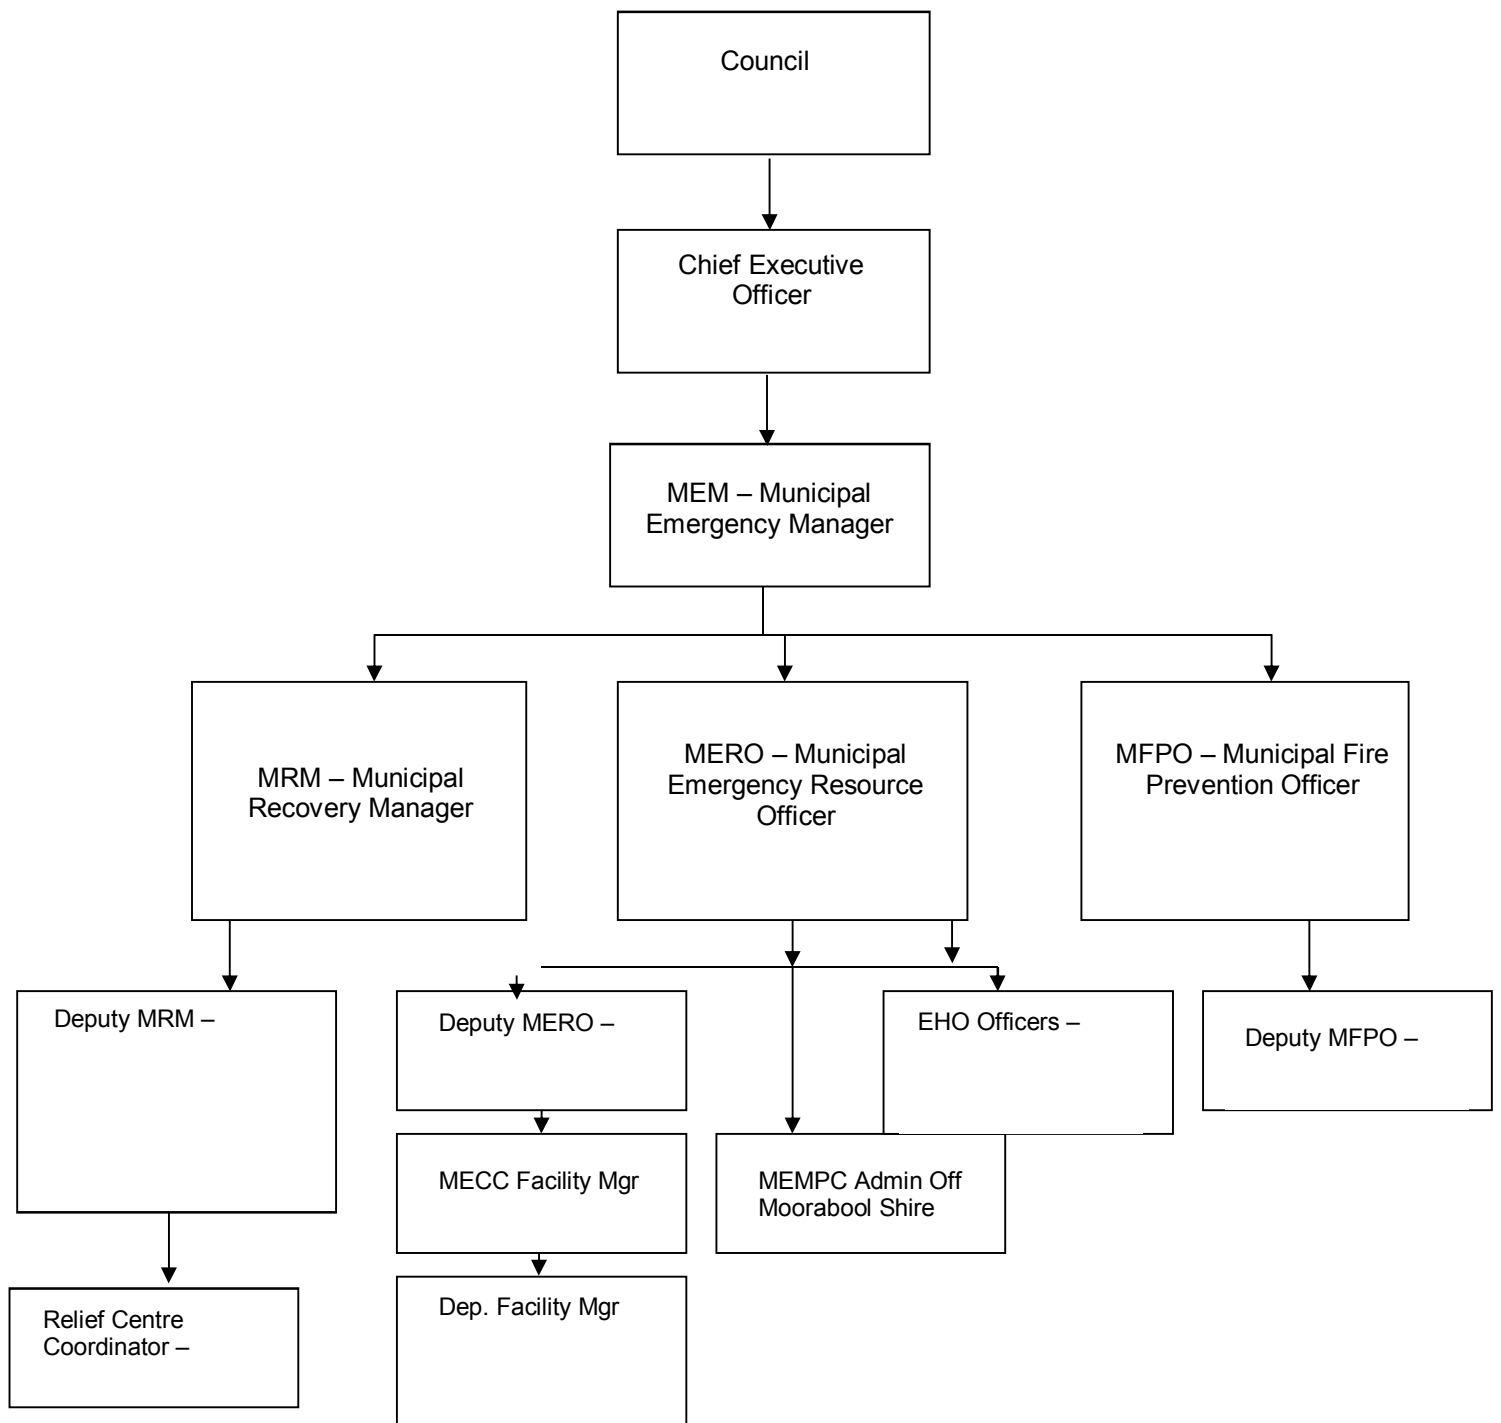 Council
Chief Executive
Officer
MEM – Municipal
Emergency Manager
MRM – Municipal
Recovery Manager
MERO – Municipal
Emergency Resource
Officer
MFPO – Municipal Fire
Prevention Officer
Deputy MRM –
Deputy MERO –
EHO Officers –
Deputy MFPO –
MECC Facility Mgr
MEMPC Admin Off
Moorabool Shire
Relief Centre
Coordinator –
Dep. Facility Mgr